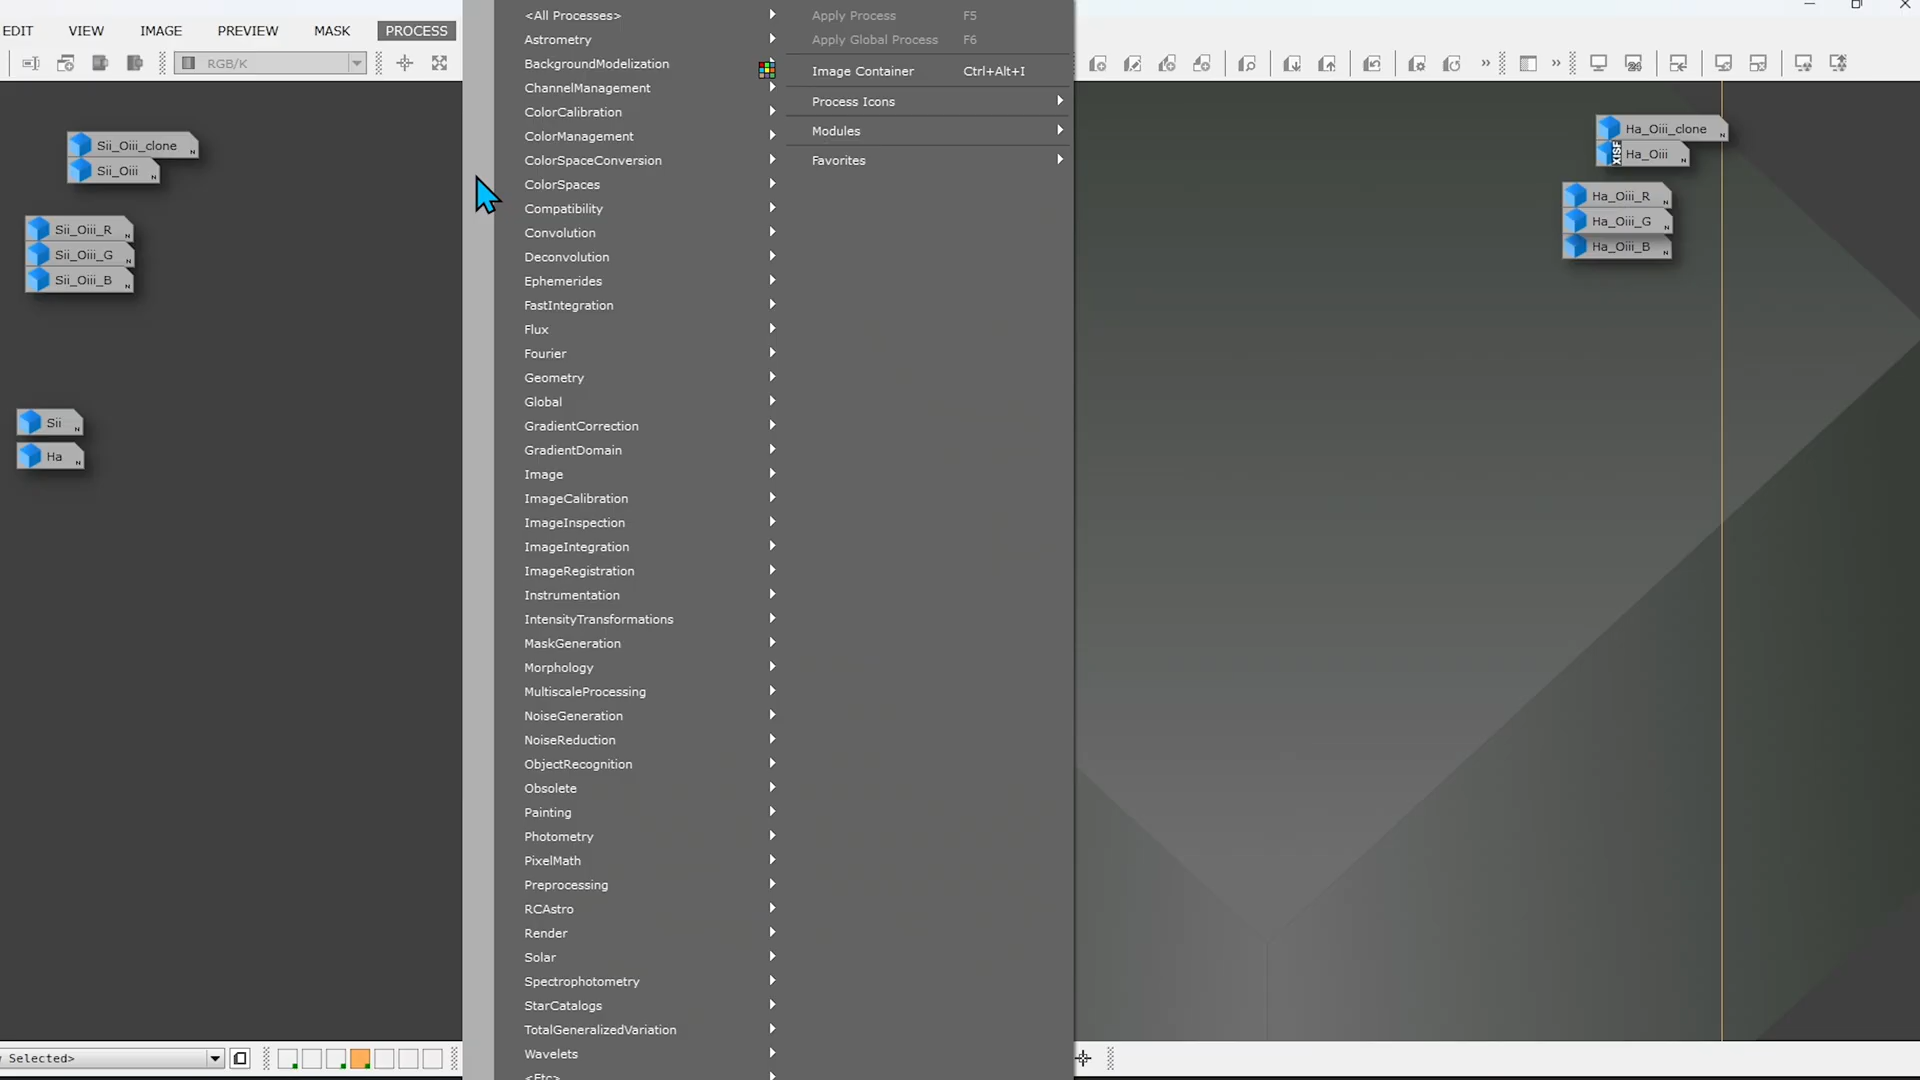 EDIT VIEW IMAGE PREVIEW MASK PROCESS
RGB/K
Sii_Oiii_clone
Sii_Oiii
Sii_Oiii_R
Sii_Oiii_G
Sii_Oiii_B
Sii
Ha
<All Processes>
Astrometry
BackgroundModelization
ChannelManagement
ColorCalibration
ColorManagement
ColorSpaceConversion
ColorSpaces
Compatibility
Convolution
Deconvolution
Ephemerides
FastIntegration
Flux
Fourier
Geometry
Global
GradientCorrection
GradientDomain
Image
ImageCalibration
ImageInspection
ImageIntegration
ImageRegistration
Instrumentation
IntensityTransformations
MaskGeneration
Morphology
MultiscaleProcessing
NoiseGeneration
NoiseReduction
ObjectRecognition
Obsolete
Painting
Photometry
PixelMath
Preprocessing
RCAstro
Render
Solar
Spectrophotometry
StarCatalogs
TotalGeneralizedVariation
Wavelets
<Etc>
Apply Process F5
Apply Global Process F6
Image Container Ctrl+Alt+I
Process Icons
Modules
Favorites
Ha_Oiii_clone
XISF
Ha_Oiii
Ha_Oiii_R
Ha_Oiii_G
Ha_Oiii_B
Selected>